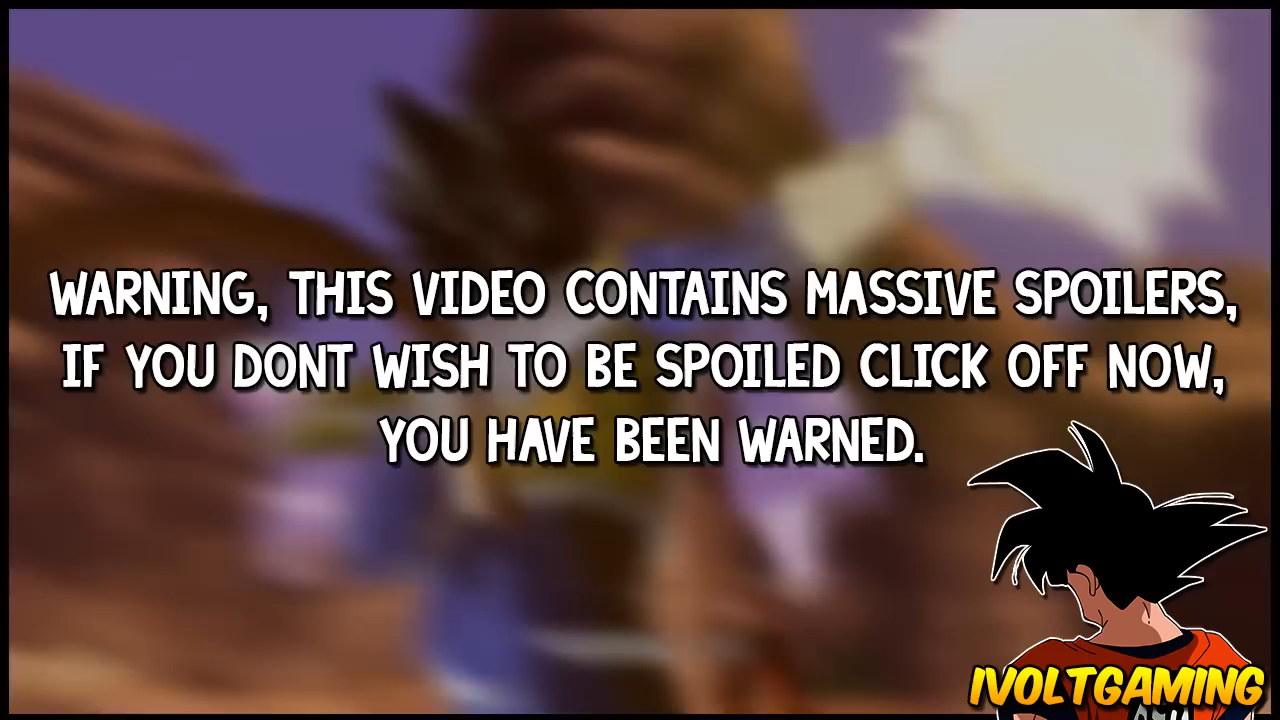 WARNING, THIS VIDEO CONTAINS MASSIVE SPOILERS,
IF YOU DONT WISH TO BE SPOILED CLICK OFF NOW,
YOU HAVE BEEN WARNED.
IVOLTGAMING